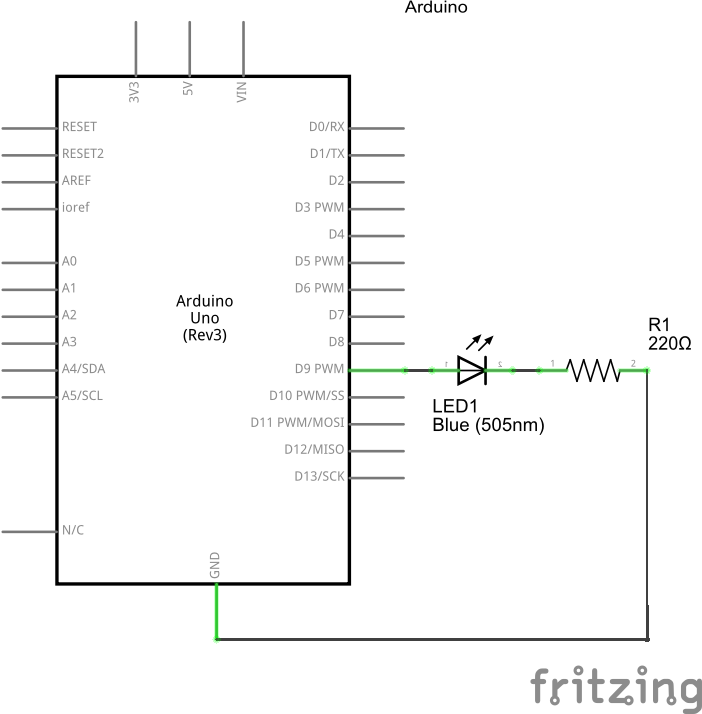 Arduino
3V3
5V
VIN
RESET
RESET2
AREF
ioref
A0
A1
A2
A3
A4/SDA
A5/SCL
N/C
D0/RX
D1/TX
D2
D3 PWM
D4
D5 PWM
D6 PWM
D7
D8
D9 PWM
D10 PWM/SS
D11 PWM/MOSI
D12/MISO
D13/SCK
Arduino
Uno
(Rev3)
GND
1
2
LED1
Blue (505nm)
1
2
R1
220Ω
fritzing